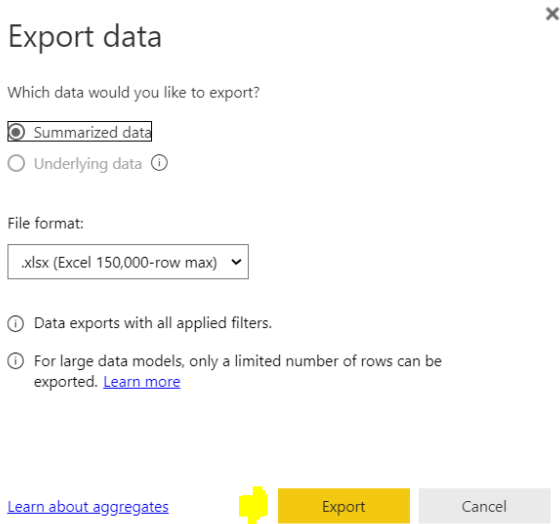 Export data
Which data would you like to export?
Summarized data
Underlying data
File format:
.xlsx (Excel 150,000-row max)
Data exports with all applied filters.
For large data models, only a limited number of rows can be
exported. Learn more
Learn about aggregates Export Cancel